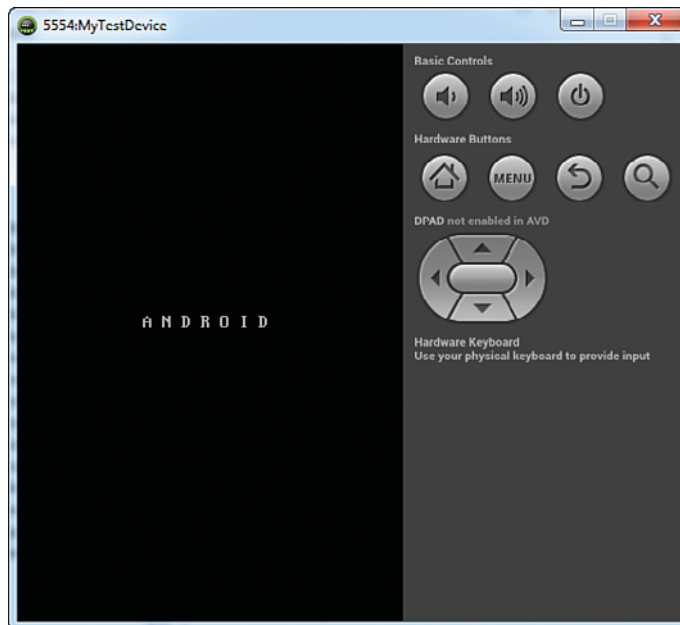 5554:MyTestDevice
Basic Controls
Hardware Buttons
MENU
DPAD not enabled in AVD
ANDROID
Hardware Keyboard
Use your physical keyboard to provide input